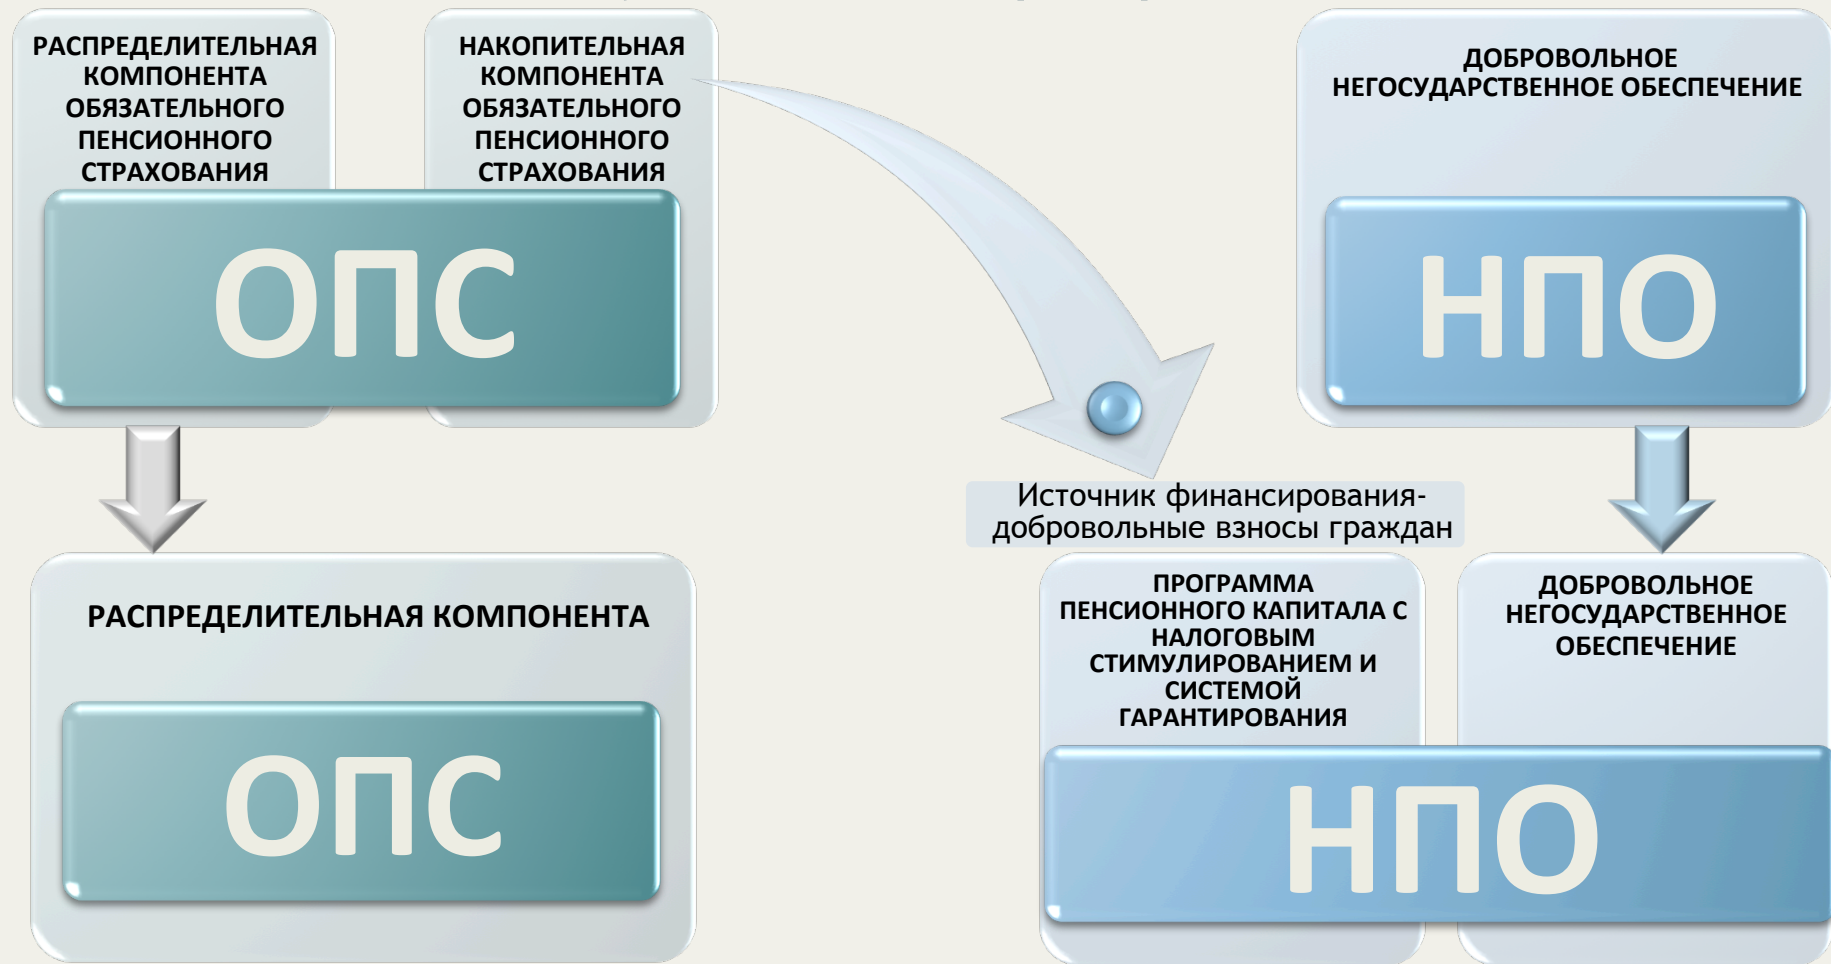 РАСПРЕДЕЛИТЕЛЬНАЯ
КОМПОНЕНТА
ОБЯЗАТЕЛЬНОГО
ПЕНСИОННОГО
СТРАХОВАНИЯ
НАКОПИТЕЛЬНАЯ
КОМПОНЕНТА
ОБЯЗАТЕЛЬНОГО
ПЕНСИОННОГО
СТРАХОВАНИЯ
ОПС
ДОБРОВОЛЬНОЕ
НЕГОСУДАРСТВЕННОЕ ОБЕСПЕЧЕНИЕ
НПО
Источник финансирования-
добровольные взносы граждан
РАСПРЕДЕЛИТЕЛЬНАЯ КОМПОНЕНТА
ОПС
ПРОГРАММА
ПЕНСИОННОГО КАПИТАЛА С
НАЛОГОВЫМ
СТИМУЛИРОВАНИЕМ И
СИСТЕМОЙ
ГАРАНТИРОВАНИЯ
ДОБРОВОЛЬНОЕ
НЕГОСУДАРСТВЕННОЕ
ОБЕСПЕЧЕНИЕ
НПО